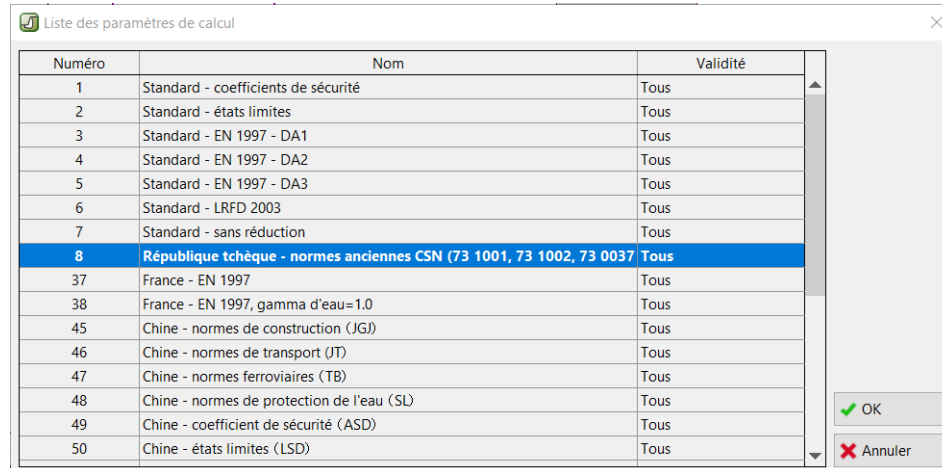 Liste des paramètres de calcul
Numéro Nom Validité
1 Standard - coefficients de sécurité Tous
2 Standard - états limites Tous
3 Standard - EN 1997 - DA1 Tous
4 Standard - EN 1997 - DA2 Tous
5 Standard - EN 1997 - DA3 Tous
6 Standard - LRFD 2003 Tous
7 Standard - sans réduction Tous
8 République tchèque - normes anciennes CSN (73 1001, 73 1002, 73 0037 Tous
37 France - EN 1997 Tous
38 France - EN 1997, gamma d'eau=1.0 Tous
45 Chine - normes de construction (JGJ) Tous
46 Chine - normes de transport (JT) Tous
47 Chine - normes ferroviaires (TB) Tous
48 Chine - normes de protection de l'eau (SL) Tous
49 Chine - coefficient de sécurité (ASD) Tous
50 Chine - états limites (LSD) Tous
OK
Annuler